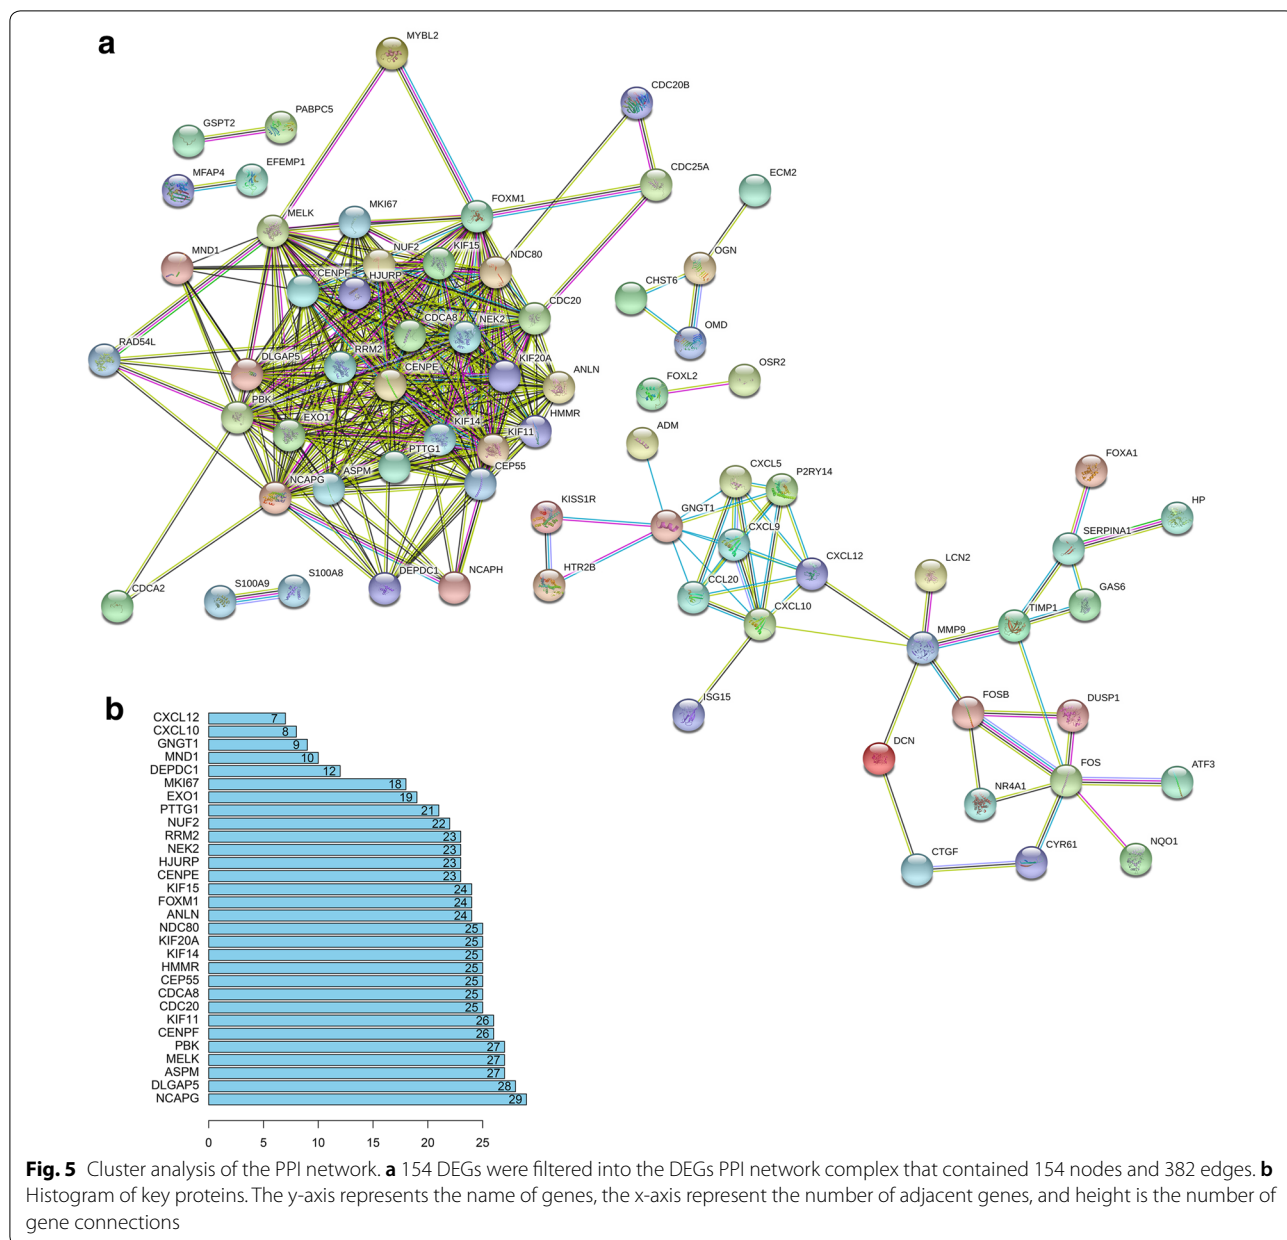 a
MYBL2
CDC20B
GSPT2
PABPC5
CDC25A
MFAP4
EFEMP1
ECM2
MELK
MKI67
FOXM1
MND1
NUF2
KIF15
NDC80
OGN
CENPF
HJURP
CHST6
CDC20
CDCA8
NEK2
OMD
RAD54L
DLGAP5
RRM2
KIF20A
CENPE
ANLN
FOXL2
OSR2
PBK
EXO1
KIF14
HMMR
KIF11
ADM
PTTG1
NCAPG
ASPM
CEP55
CXCL5
P2RY14
FOXA1
KISS1R
GNGT1
CXCL9
HP
SERPINA1
CXCL12
LCN2
HTR2B
CCL20
GAS6
S100A9
S100A8
DEPDC1
NCAPH
CDCA2
CXCL10
MMP9
TIMP1
ISG15
FOSB
DUSP1
DCN
FOS
ATF3
NR4A1
CTGF
CYR61
NQO1
b
CXCL12 7
CXCL10 8
GNGT1 9
MND1 10
DEPDC1 12
MKI67 18
EXO1 19
PTTG1 21
NUF2 22
RRM2 23
NEK2 23
HJURP 23
CENPE 23
KIF15 24
FOXM1 24
ANLN 24
NDC80 25
KIF20A 25
KIF14 25
HMMR 25
CEP55 25
CDCA8 25
CDC20 25
KIF11 26
CENPF 26
PBK 27
MELK 27
ASPM 27
DLGAP5 28
NCAPG 29
0 5 10 15 20 25
Fig. 5 Cluster analysis of the PPI network. a 154 DEGs were filtered into the DEGs PPI network complex that contained 154 nodes and 382 edges. b
Histogram of key proteins. The y-axis represents the name of genes, the x-axis represent the number of adjacent genes, and height is the number of
gene connections